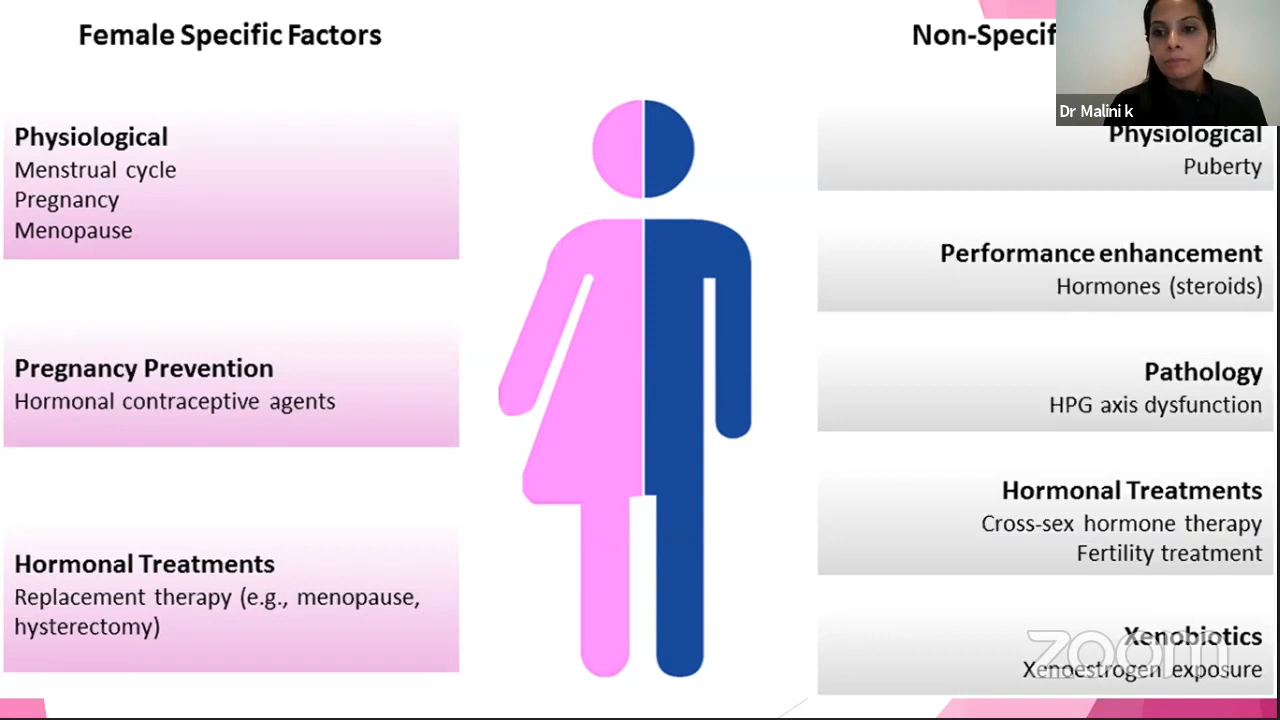 Female Specific Factors
Physiological
Menstrual cycle
Pregnancy
Menopause
Pregnancy Prevention
Hormonal contraceptive agents
Hormonal Treatments
Replacement therapy (e.g., menopause,
hysterectomy)
Non-Specif
Dr Malini k
Physiological
Puberty
Performance enhancement
Hormones (steroids)
Pathology
HPG axis dysfunction
Hormonal Treatments
Cross-sex hormone therapy
Fertility treatment
Xenobiotics
Xenoestrogen exposure
zoom